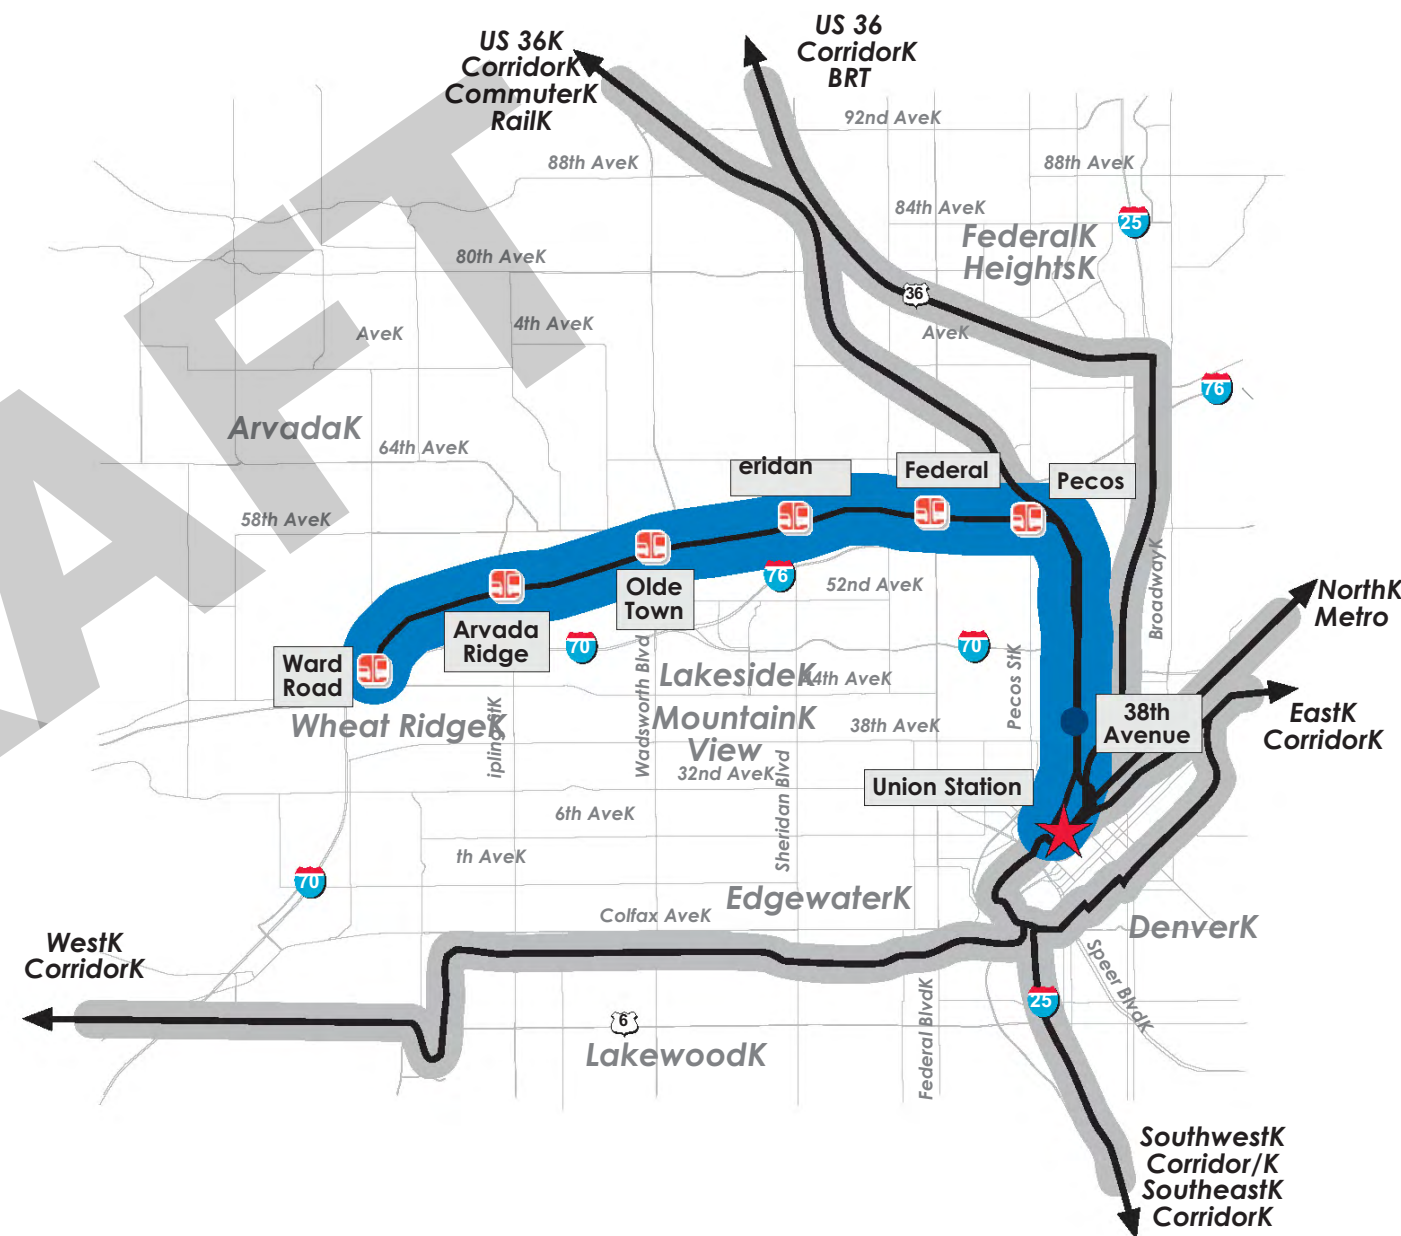 US 36K
CorridorK
CommuterK
RailK
US 36
CorridorK
BRT
92nd AveK
88th AveK
88th AveK
84th AveK
25
FederalK
HeightsK
80th AveK
36
4th AveK
AveK
AveK
76
ArvadaK
64th AveK
eridan
Federal
Pecos
58th AveK
BroadwayK
76
52nd AveK
Olde
Town
NorthK
Metro
Arvada
Ridge
70
70
Ward
Road
LakesideK
44th AveK
Pecos StK
Wadsworth Blvd
Wheat RidgeK
iplingstK
MountainK
View
38th AveK
38th
Avenue
EastK
CorridorK
32nd AveK
Sheridan Blvd
Union Station
6th AveK
th AveK
70
EdgewaterK
Colfax AveK
DenverK
WestK
CorridorK
Speer BlvdK
Federal BlvdK
25
6
LakewoodK
SouthwestK
Corridor/K
SoutheastK
CorridorK
AFT